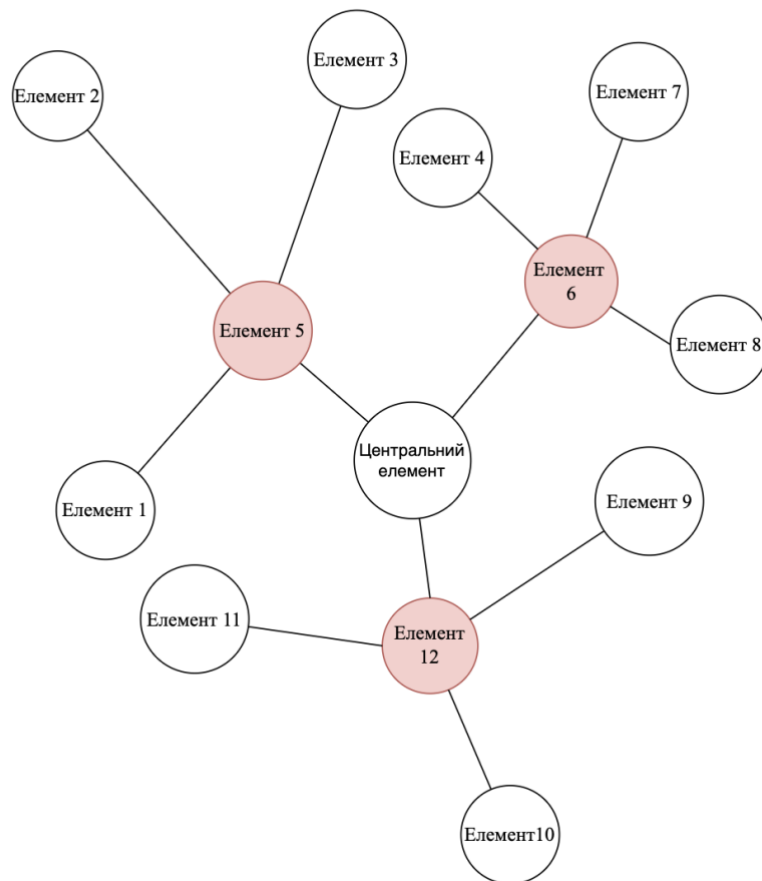 Елемент 3
Елемент 2
Елемент 7
Елемент 4
Елемент
6
Елемент 5
Елемент 8
Центральний
елемент
Елемент 9
Елемент 1
Елемент 11
Елемент
12
Елемент10